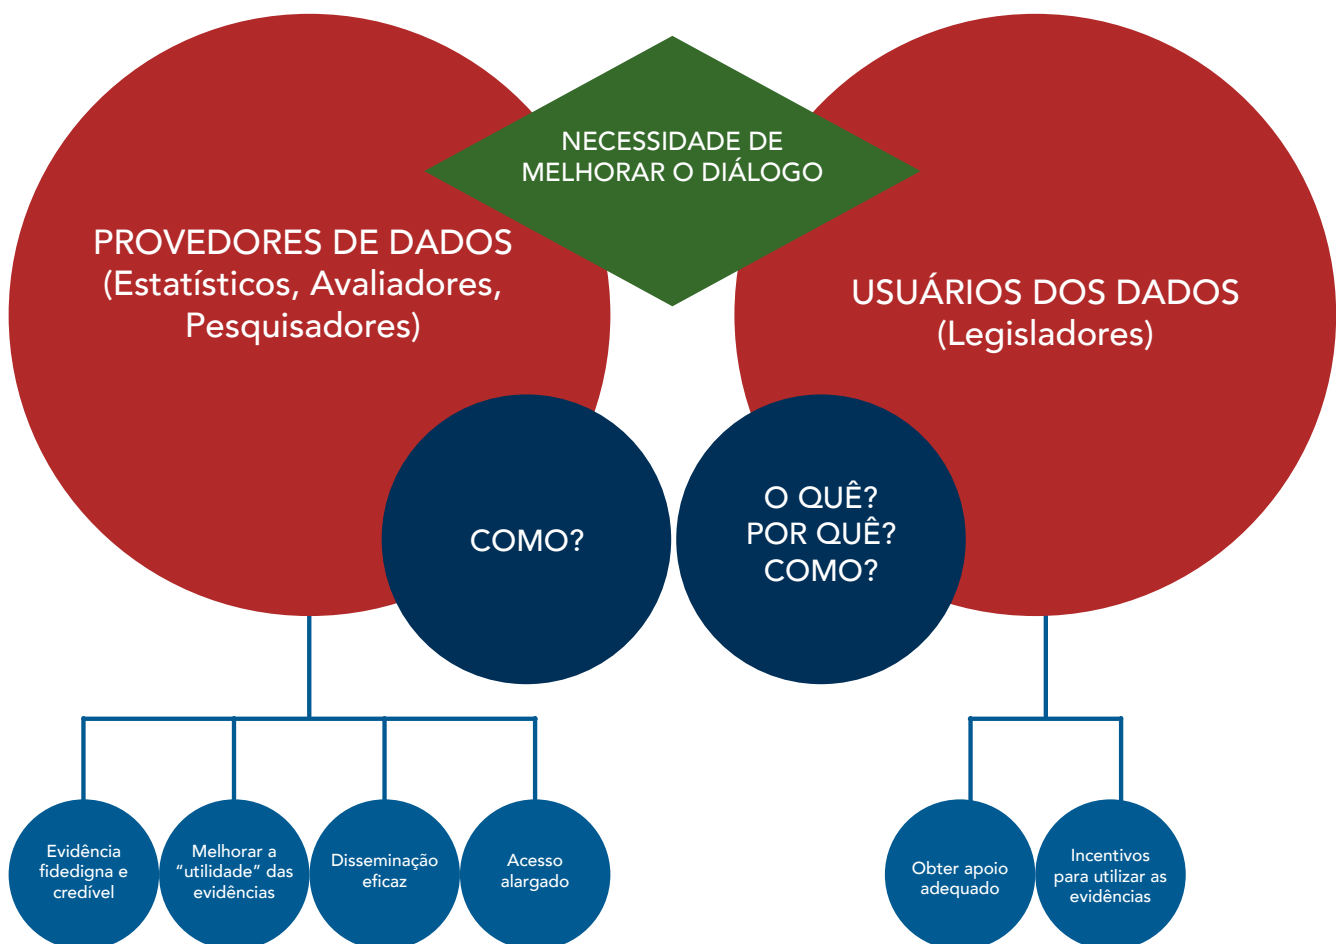 NECESSIDADE DE
MELHORAR O DIÁLOGO
PROVEDORES DE DADOS
(Estatísticos, Avaliadores,
Pesquisadores)
USUÁRIOS DOS DADOS
(Legisladores)
COMO?
O QUÊ?
POR QUÊ?
COMO?
Evidência
fidedigna e
credível
Melhorar a
“utilidade” das
evidências
Disseminação
eficaz
Acesso
alargado
Obter apoio
adequado
Incentivos
para utilizar as
evidências